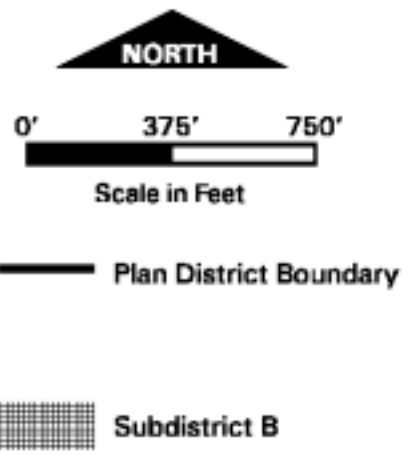 NORTH
0' 375' 750'
Scale in Feet
Plan District Boundary
Subdistrict B